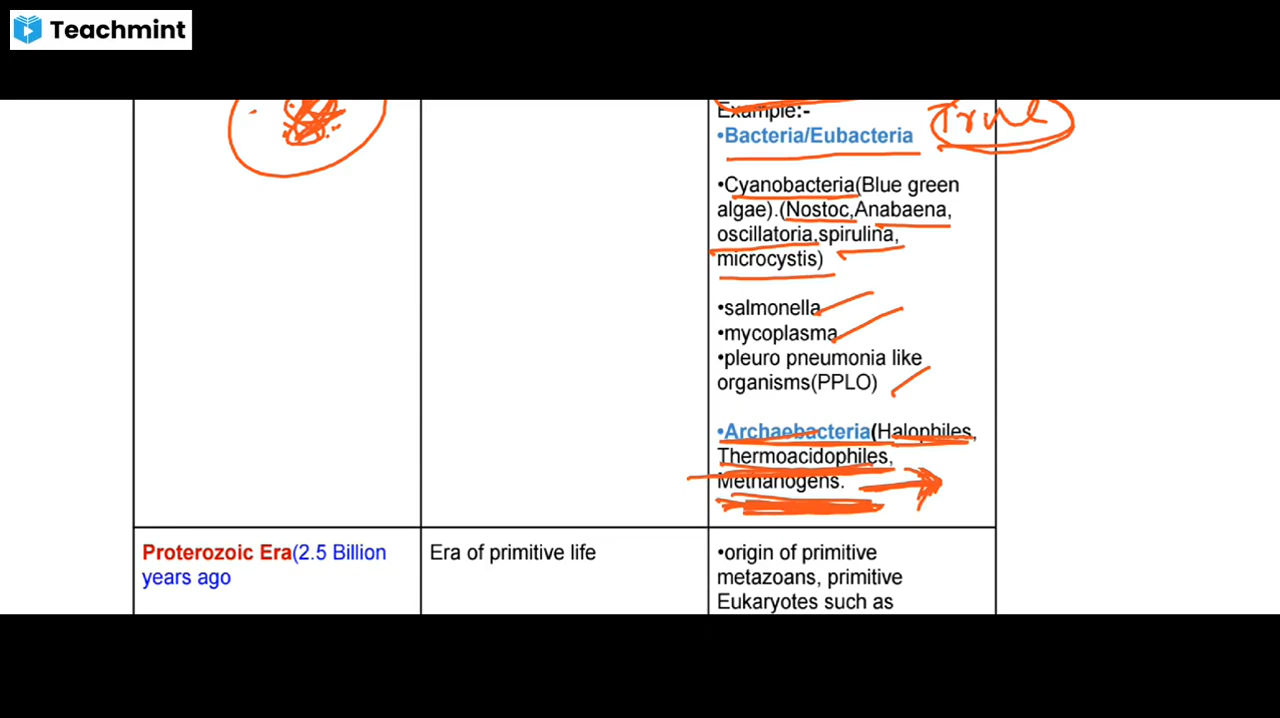 Teachmint
Example:-
True
•Bacteria/Eubacteria
•Cyanobacteria(Blue green
algae).(Nostoc,Anabaena,
oscillatoria,spirulina,
microcystis)
•salmonella
•mycoplasma
•pleuro pneumonia like
organisms(PPLO)
•Archaebacteria(Halophiles,
Thermoacidophiles,
Methanogens.
Proterozoic Era(2.5 Billion
years ago
Era of primitive life
•origin of primitive
metazoans, primitive
Eukaryotes such as